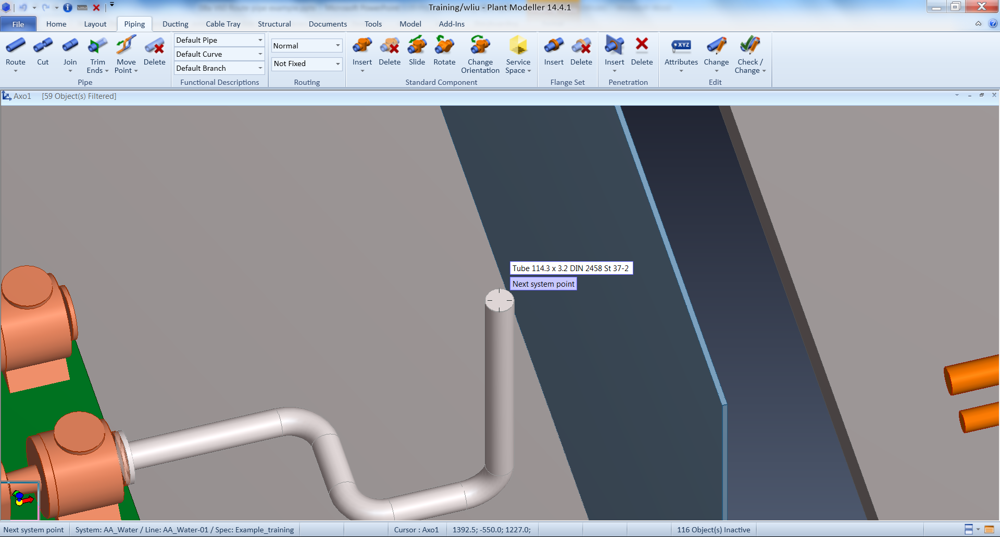 Training/wliu - Plant Modeller 14.4.1
File Home Layout Piping Ducting Cable Tray Structural Documents Tools Model Add-Ins
Route
Cut
Join
Trim
Ends
Move
Point
Delete
Pipe
Default Pipe
Default Curve
Default Branch
Functional Descriptions
Normal
Not Fixed
Routing
Insert
Delete
Slide
Rotate
Change
Orientation
Service
Space
Standard Component
Insert
Delete
Flange Set
Insert
Delete
Penetration
XYZ
Attributes
Change
Check /
Change
Edit
Axo1 [59 Object(s) Filtered]
Tube 114.3 x 3.2 DIN 2458 St 37-2
Next system point
Next system point System: AA_Water / Line: AA_Water-01 / Spec: Example_training Cursor : Axo1 1392.5; -550.0; 1227.0; 116 Object(s) Inactive